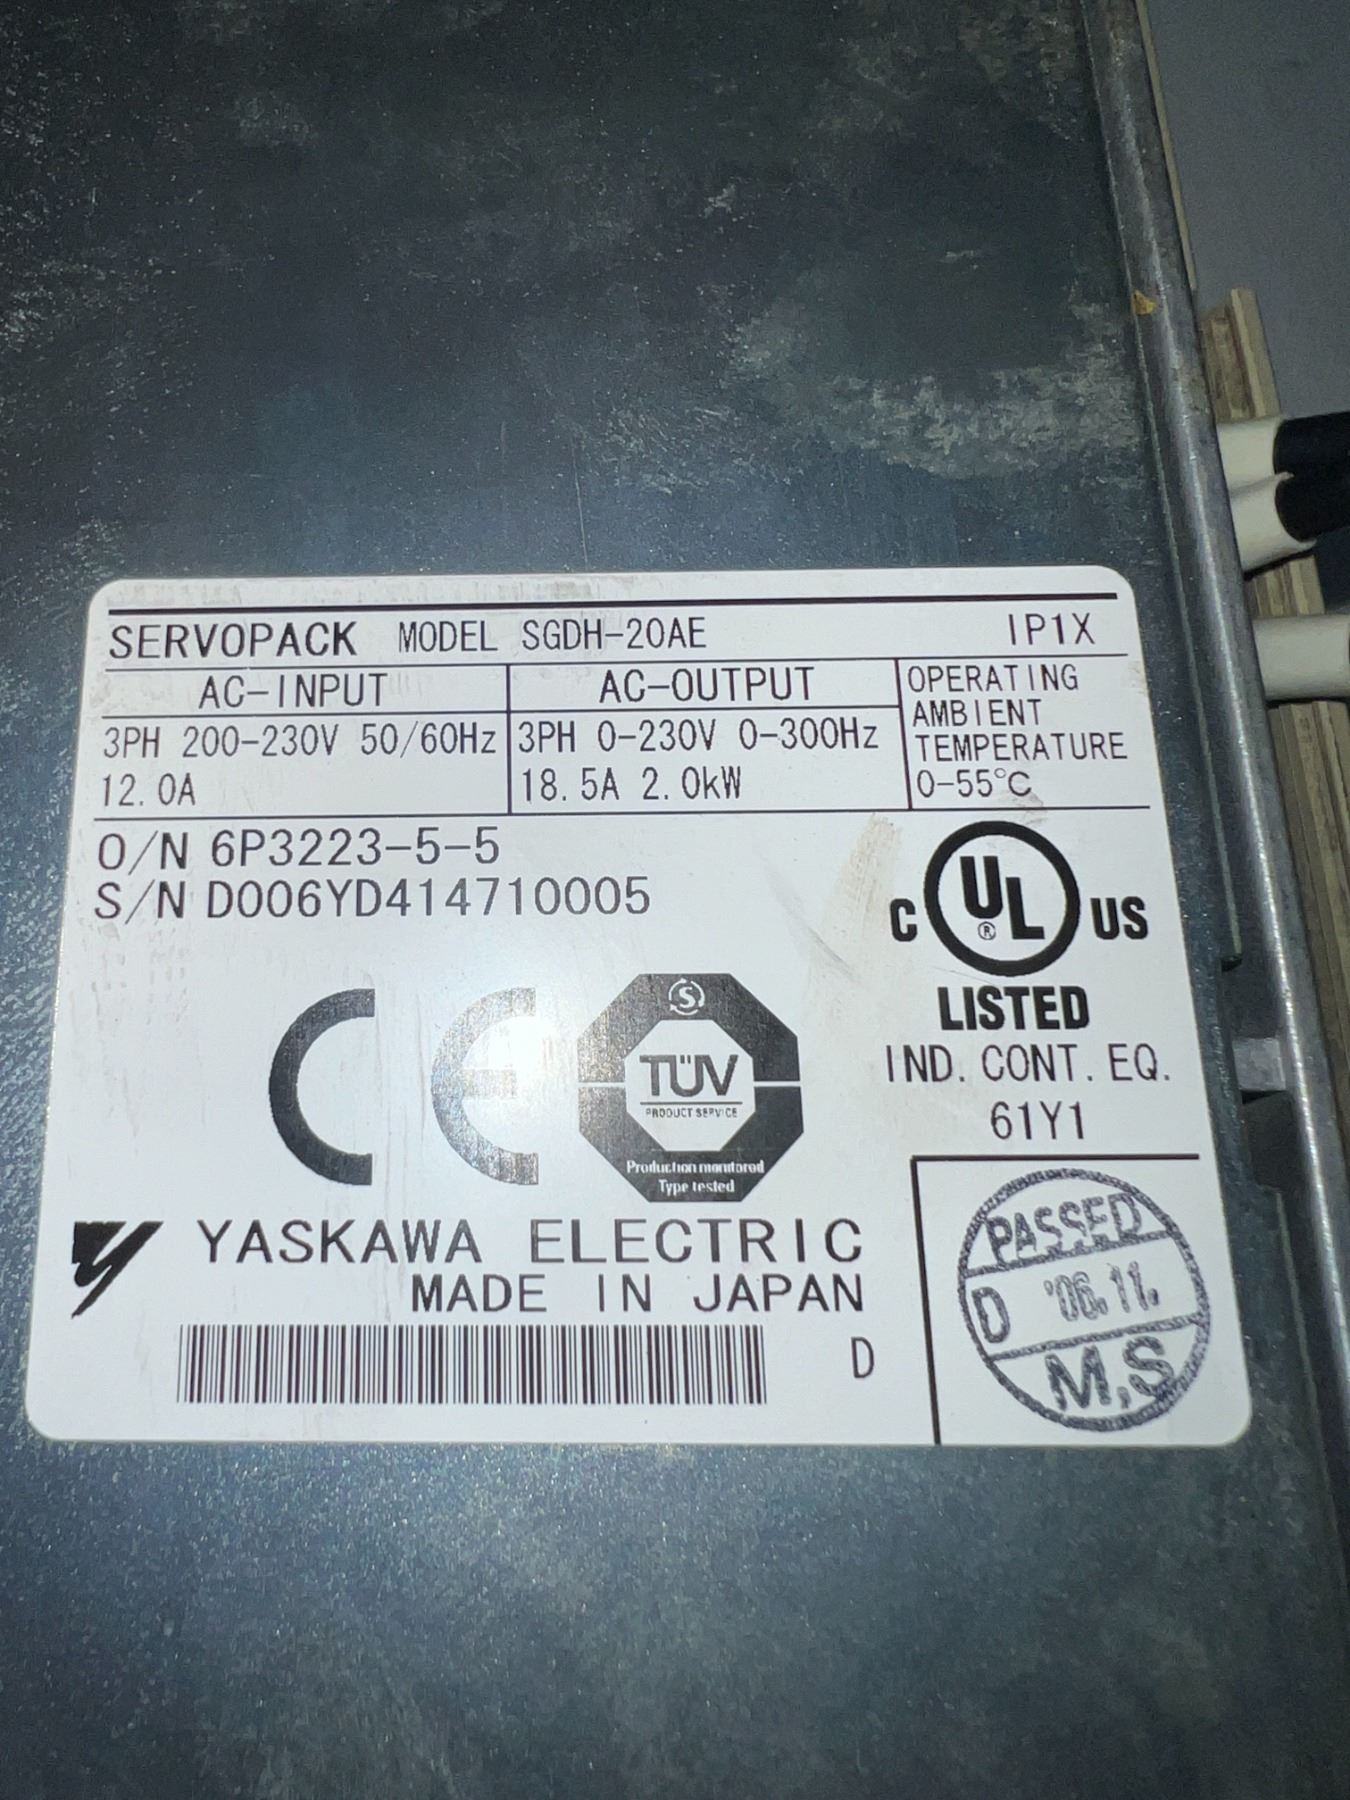 SERVOPACK MODEL SGDH-20AE IP1X
AC-INPUT
3PH 200-230V 50/60Hz
12.0A
AC-OUTPUT
3PH 0-230V 0-300Hz
18.5A 2.0kW
OPERATING
AMBIENT
TEMPERATURE
0-55°C
O/N 6P3223-5-5
S/N D006YD414710005
C UL ® US
LISTED
IND. CONT. EQ.
61Y1
CE
S
TÜV
PRODUCT SERVICE
Production monitored
Type tested
YASKAWA ELECTRIC
MADE IN JAPAN
D
PASSED
D '06.11.
M.S